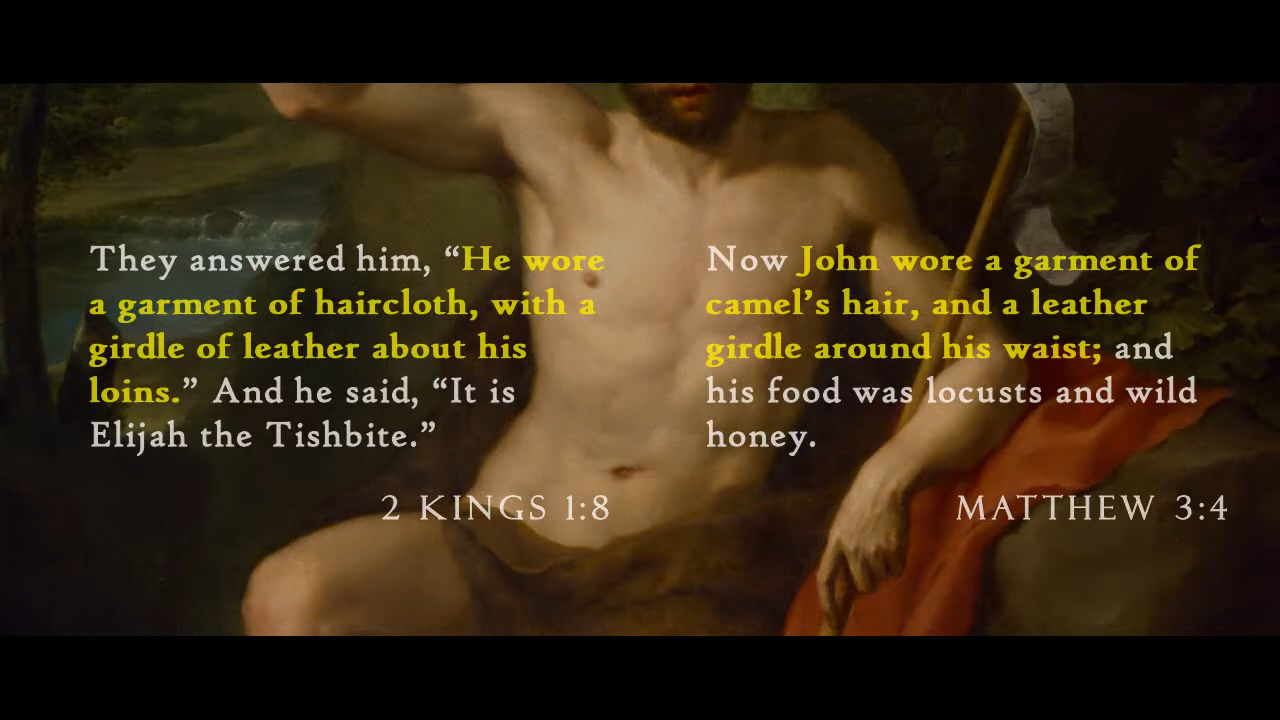 They answered him, “He wore
a garment of haircloth, with a
girdle of leather about his
loins.” And he said, “It is
Elijah the Tishbite.”
2 KINGS 1:8
Now John wore a garment of
camel’s hair, and a leather
girdle around his waist; and
his food was locusts and wild
honey.
MATTHEW 3:4